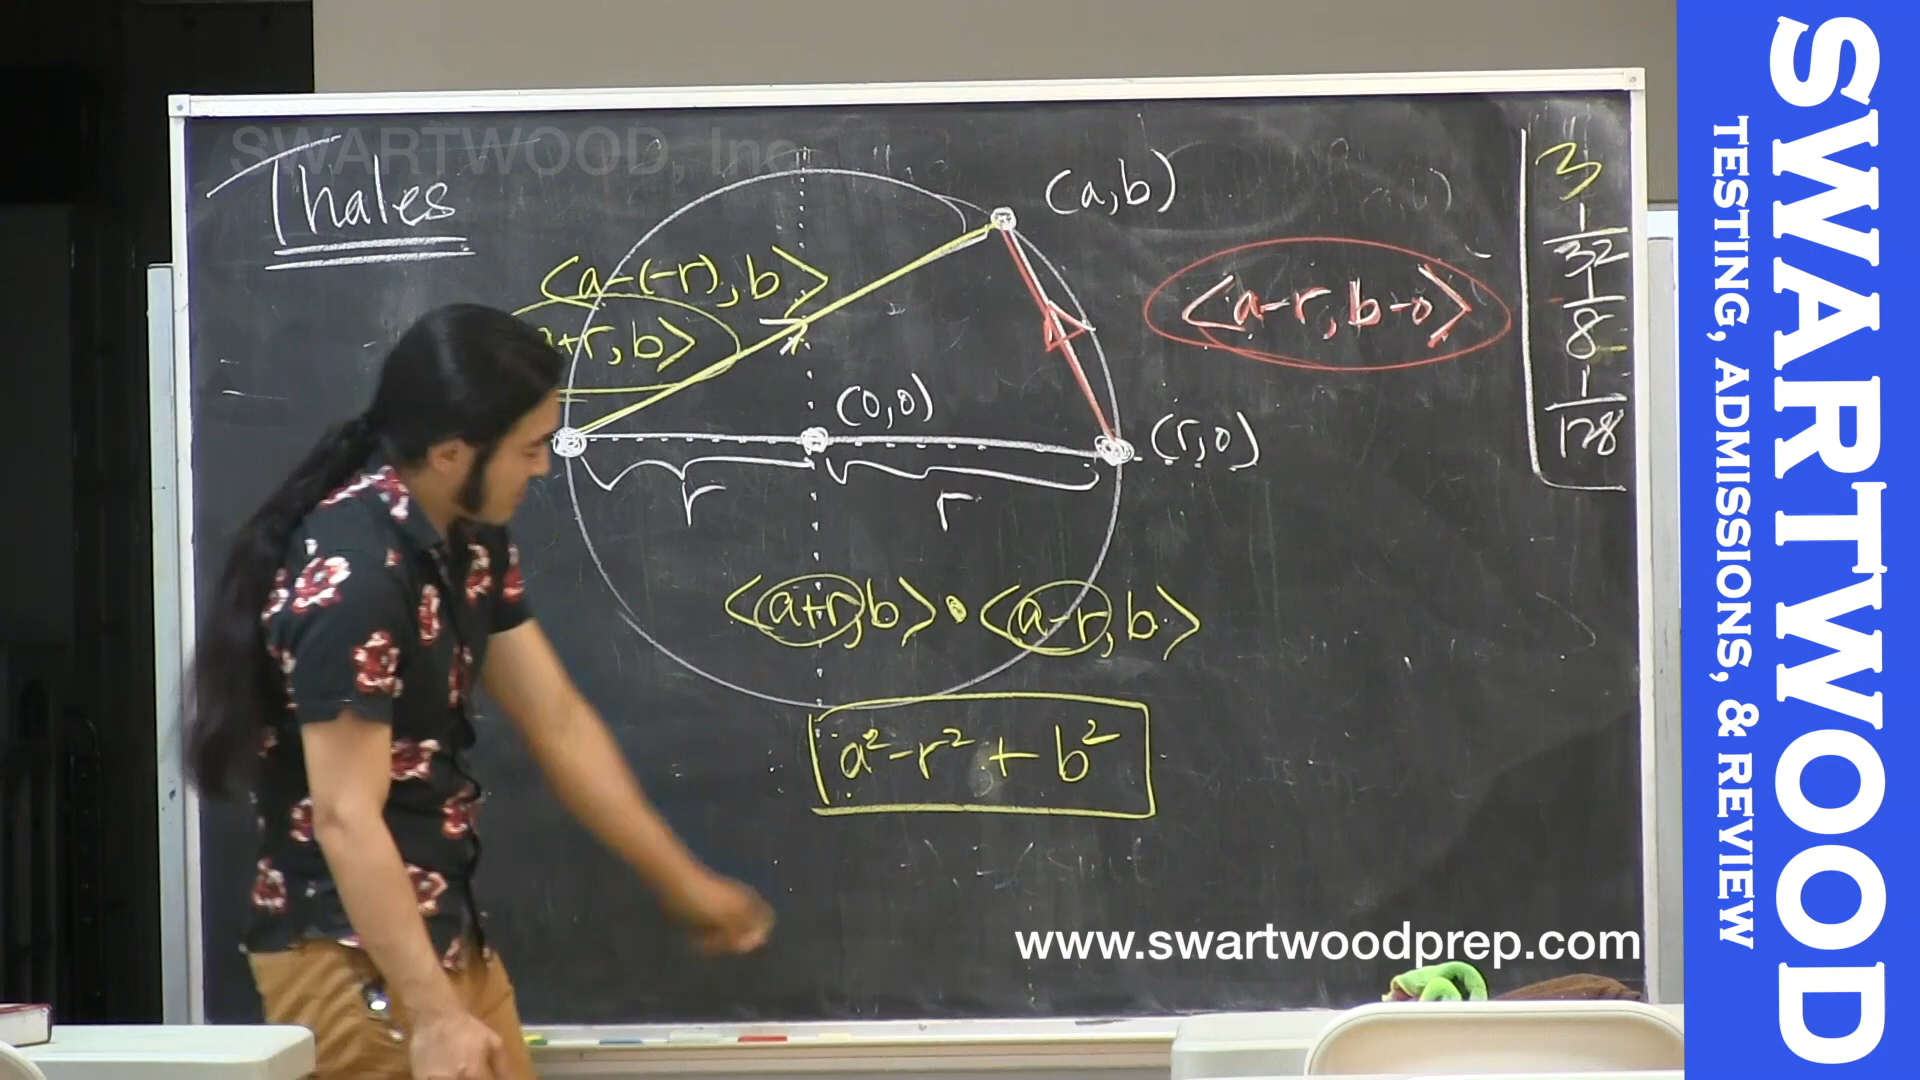 SWARTWOOD, Inc.
Thales
(a,b)
<a-(-r), b>
+r, b>
<a-r, b-0>
(0,0)
(r,0)
r
r
<a+r, b> • <a-r, b>
a²-r² + b²
3
1
32
1
8
1
128
www.swartwoodprep.com
SWARTWOOD
TESTING, ADMISSIONS, & REVIEW